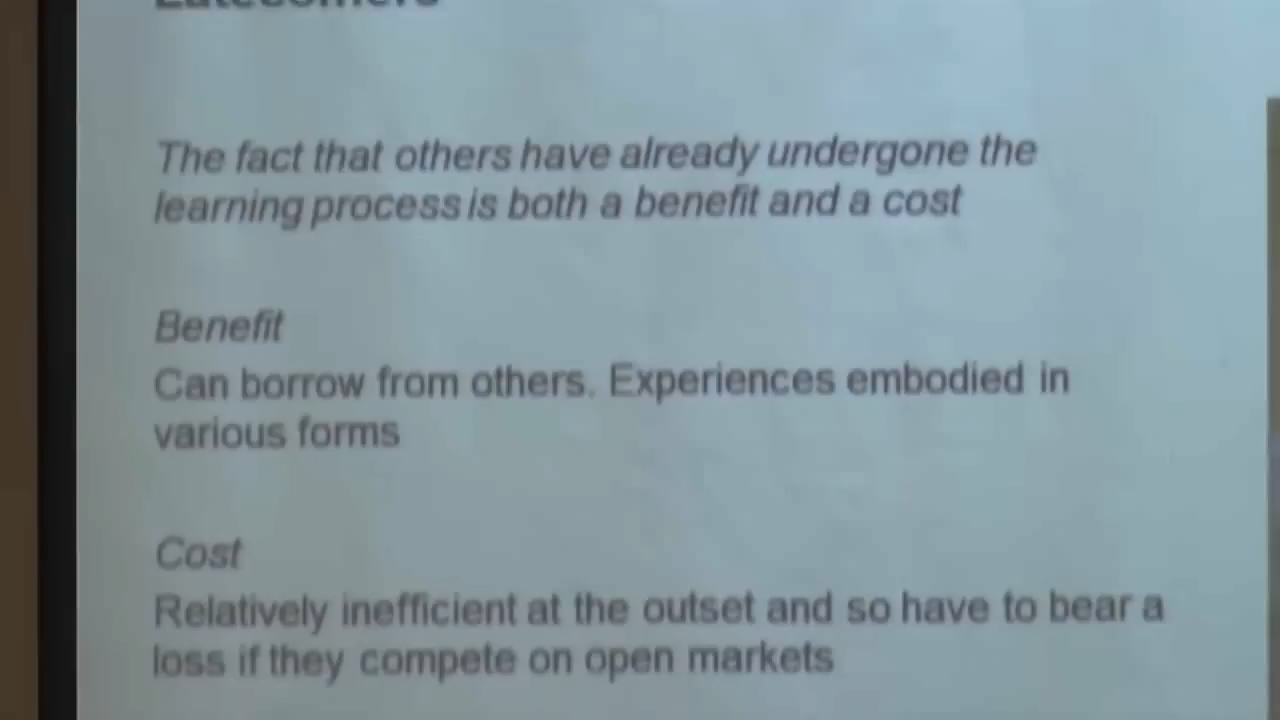 Latecomers
The fact that others have already undergone the
learning process is both a benefit and a cost
Benefit
Can borrow from others. Experiences embodied in
various forms
Cost
Relatively inefficient at the outset and so have to bear a
loss if they compete on open markets